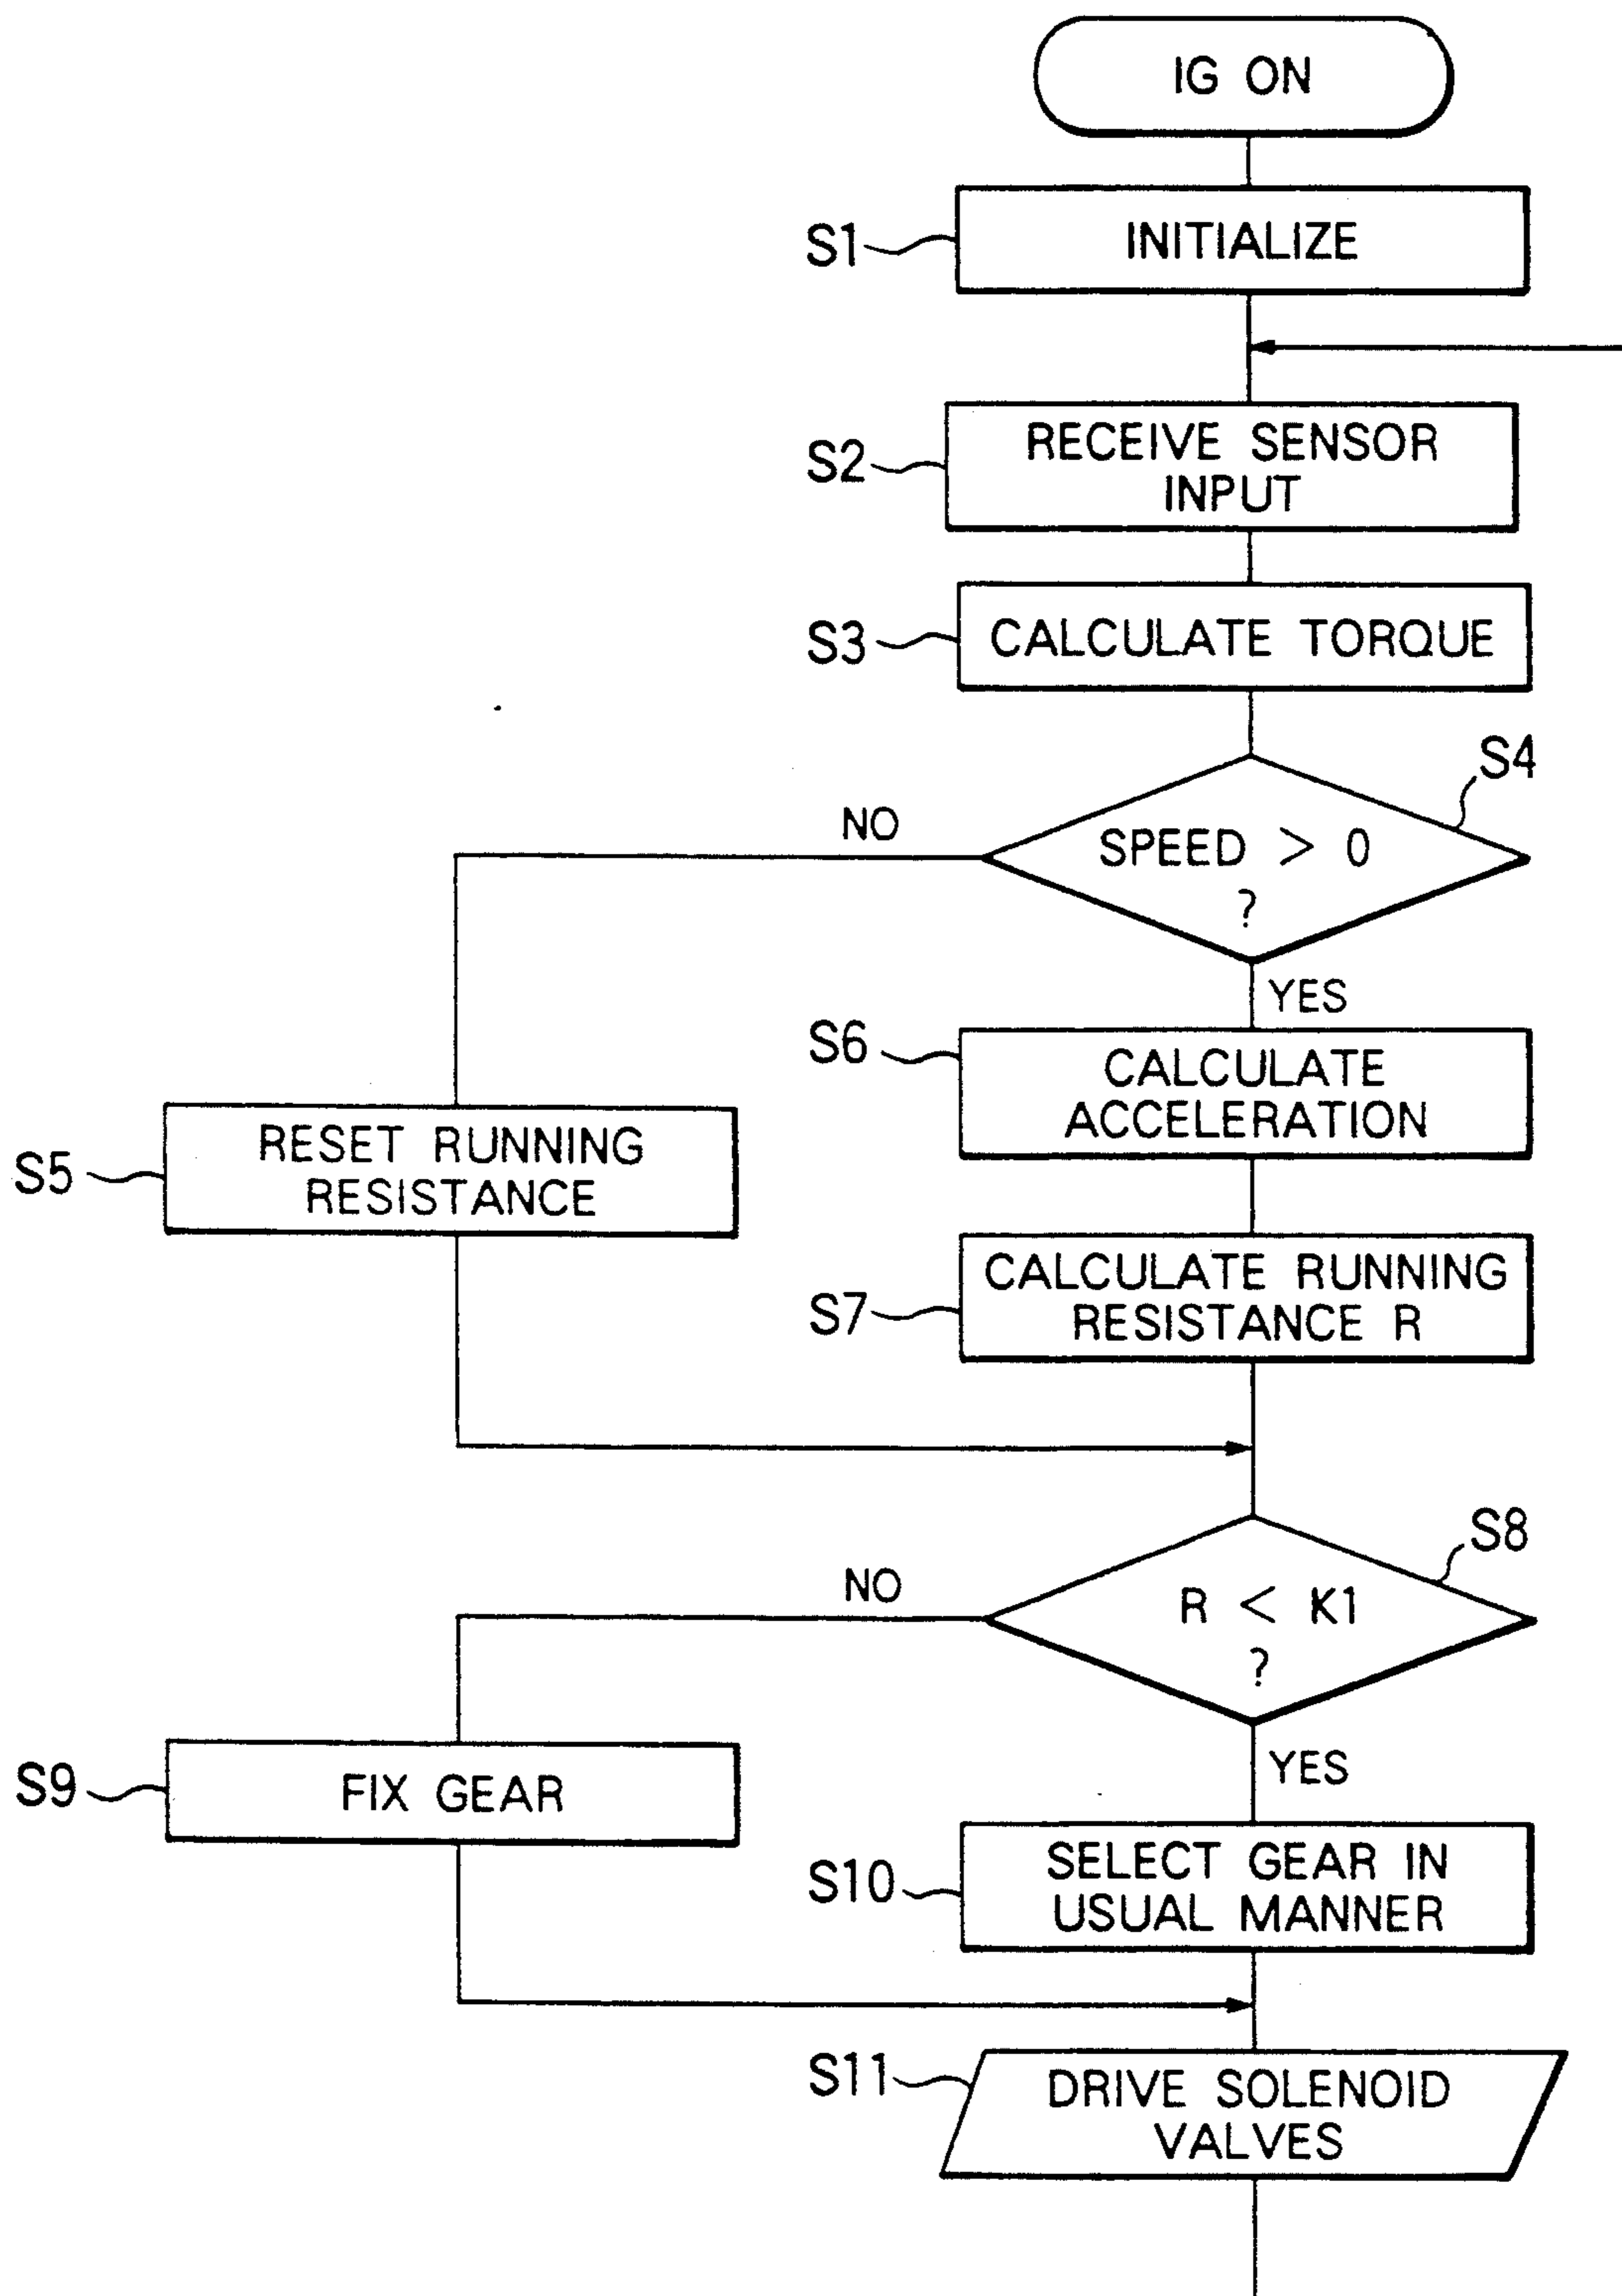 IG ON
S1
INITIALIZE
S2
RECEIVE SENSOR
INPUT
S3
CALCULATE TORQUE
S4
SPEED > 0
?
NO
YES
S5
RESET RUNNING
RESISTANCE
S6
CALCULATE
ACCELERATION
S7
CALCULATE RUNNING
RESISTANCE R
S8
R < K1
?
NO
YES
S9
FIX GEAR
S10
SELECT GEAR IN
USUAL MANNER
S11
DRIVE SOLENOID
VALVES